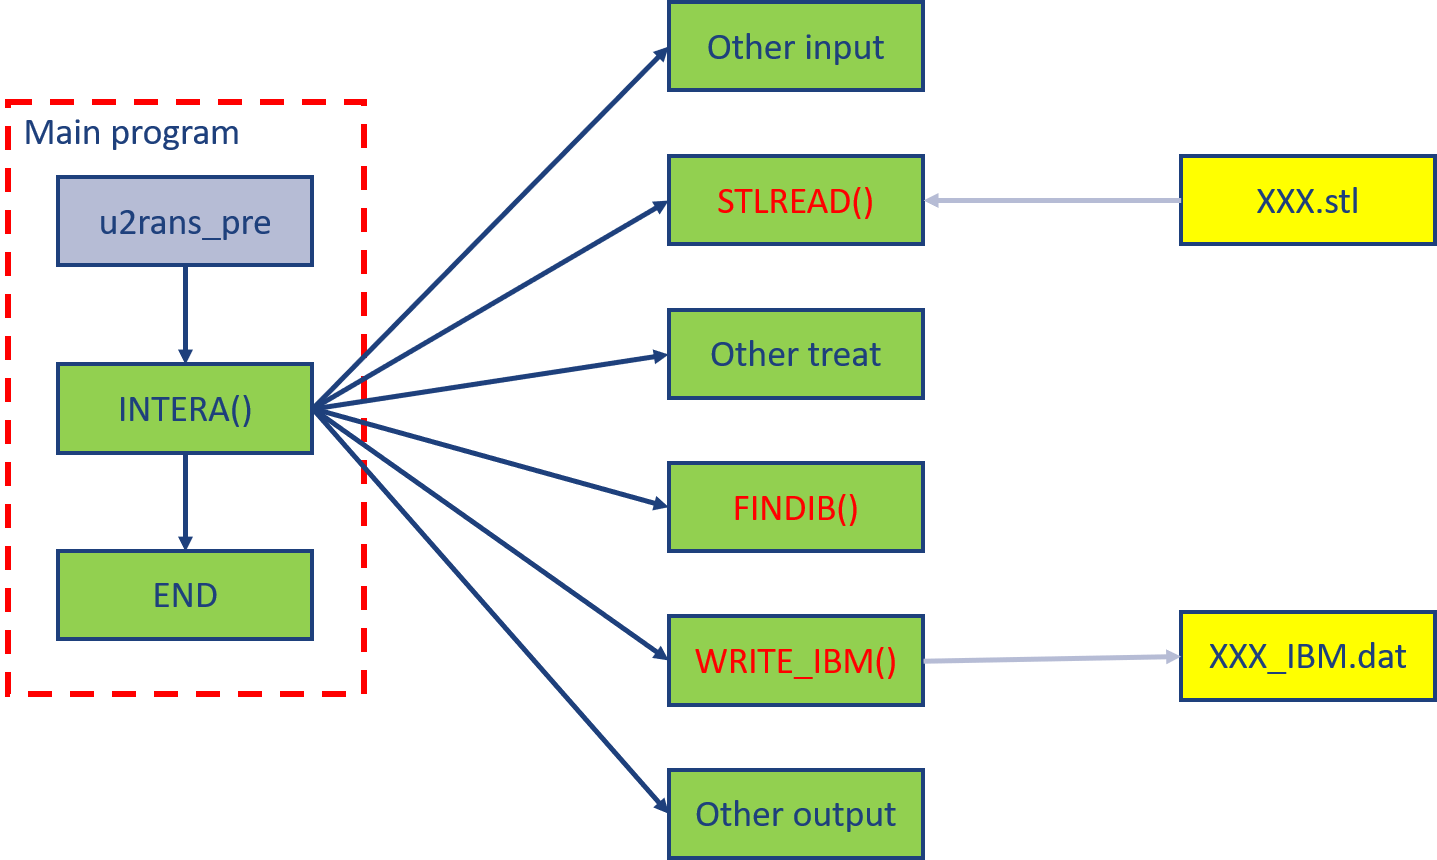 Main program
u2rans_pre
INTERA()
END
Other input
STLREAD()
XXX.stl
Other treat
FINDIB()
WRITE_IBM()
XXX_IBM.dat
Other output